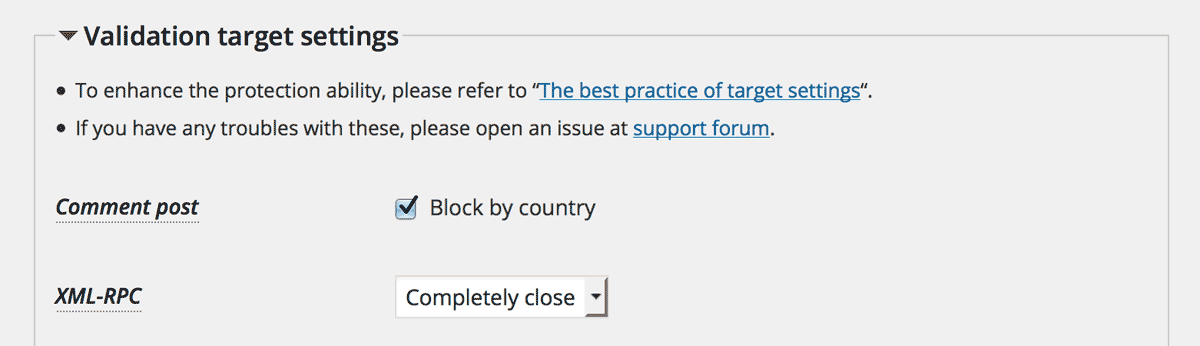 Validation target settings
To enhance the protection ability, please refer to “The best practice of target settings“.
If you have any troubles with these, please open an issue at support forum.
Comment post Block by country
XML-RPC Completely close